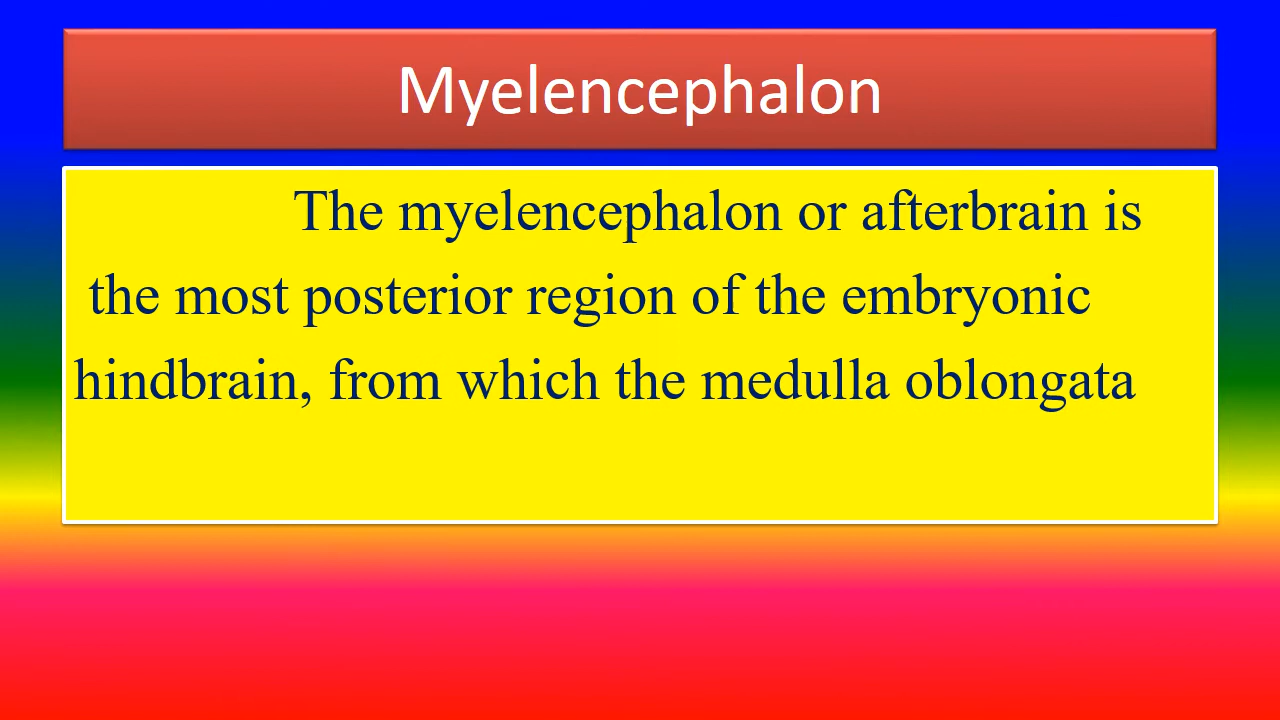 Myelencephalon
The myelencephalon or afterbrain is
the most posterior region of the embryonic
hindbrain, from which the medulla oblongata